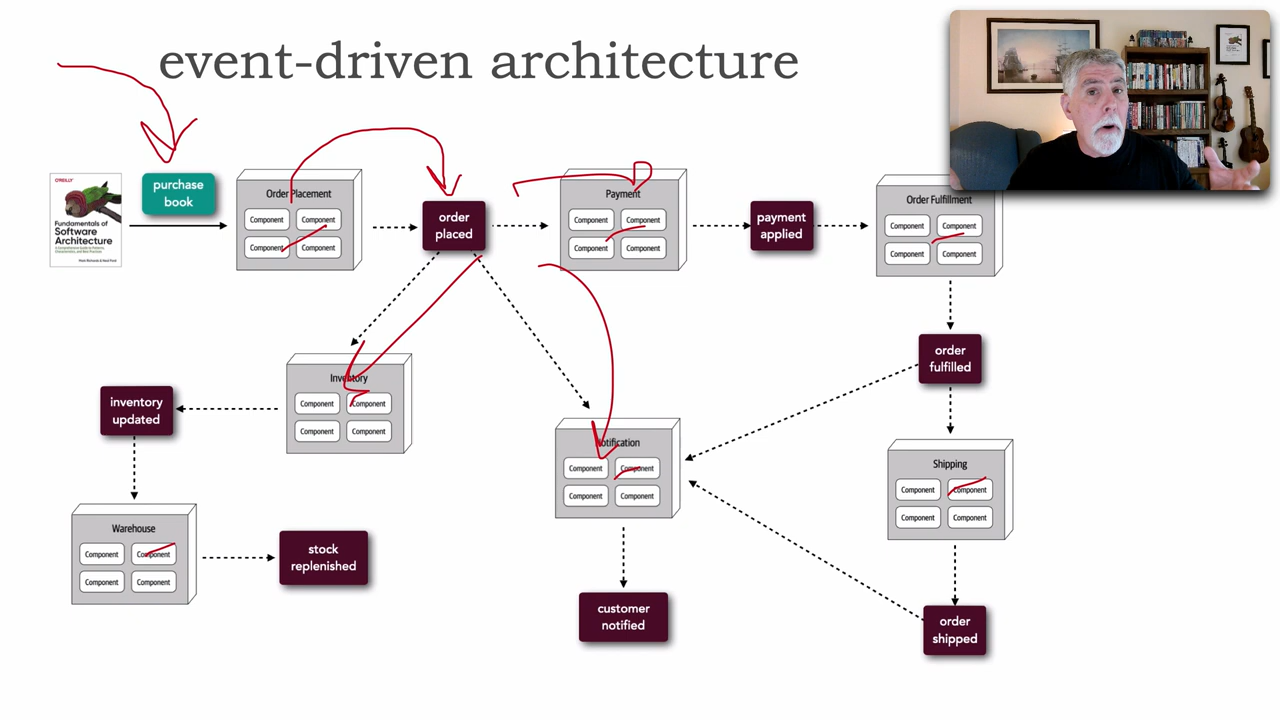 event-driven architecture
O'REILLY
Fundamentals of
Software
Architecture
purchase
book
Order Placement
Component
Component
Component
Component
order
placed
Payment
Component
Component
Component
Component
payment
applied
Order Fulfillment
Component
Component
Component
Component
order
fulfilled
Inventory
Component
Component
Component
Component
inventory
updated
Notification
Component
Component
Component
Component
Shipping
Component
Component
Component
Component
Warehouse
Component
Component
Component
Component
stock
replenished
customer
notified
order
shipped